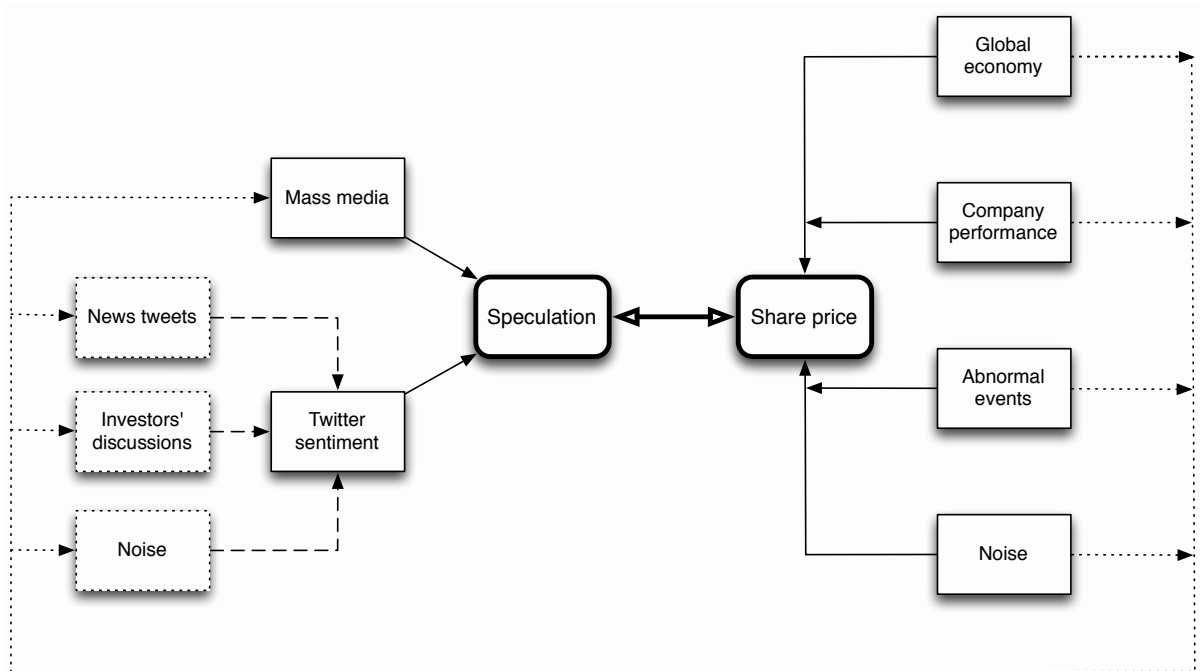 Global
economy
Mass media
Company
performance
News tweets
Speculation
Share price
Investors'
discussions
Twitter
sentiment
Abnormal
events
Noise
Noise